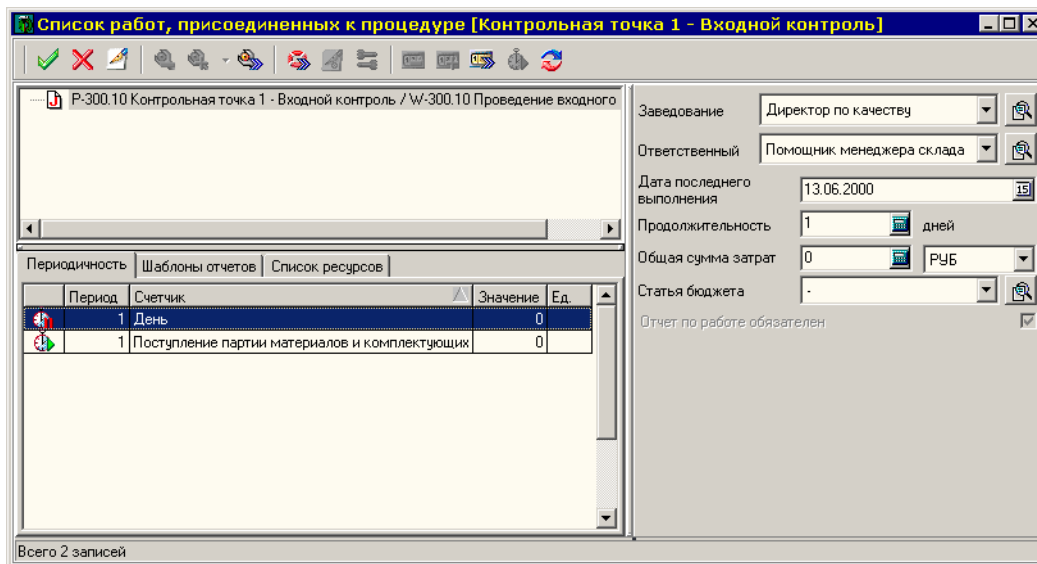 Список работ, присоединенных к процедуре [Контрольная точка 1 - Входной контроль]
P-300.10 Контрольная точка 1 - Входной контроль / W-300.10 Проведение входного
Заведование Директор по качеству
Ответственный Помощник менеджера склада
Дата последнего
выполнения 13.06.2000 15
Продолжительность 1 дней
Общая сумма затрат 0 РУБ
Статья бюджета -
Отчет по работе обязателен
Периодичность Шаблоны отчетов Список ресурсов
Период Счетчик Значение Ед.
1 День 0
1 Поступление партии материалов и комплектующих 0
Всего 2 записей